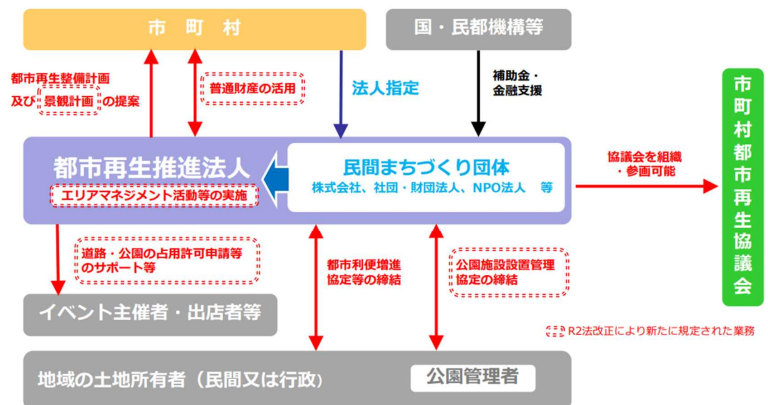 市 町 村
国・民都機構等
都市再生整備計画
及び 景観計画 の提案
普通財産の活用
法人指定
補助金・
金融支援
都市再生推進法人
エリアマネジメント活動等の実施
民間まちづくり団体
株式会社、社団・財団法人、NPO法人 等
協議会を組織
・参画可能
市町村都市再生協議会
道路・公園の占用許可申請等
のサポート等
都市利便増進
協定等の締結
公園施設設置管理
協定の締結
イベント主催者・出店者等
R2法改正により新たに規定された業務
地域の土地所有者（民間又は行政）
公園管理者